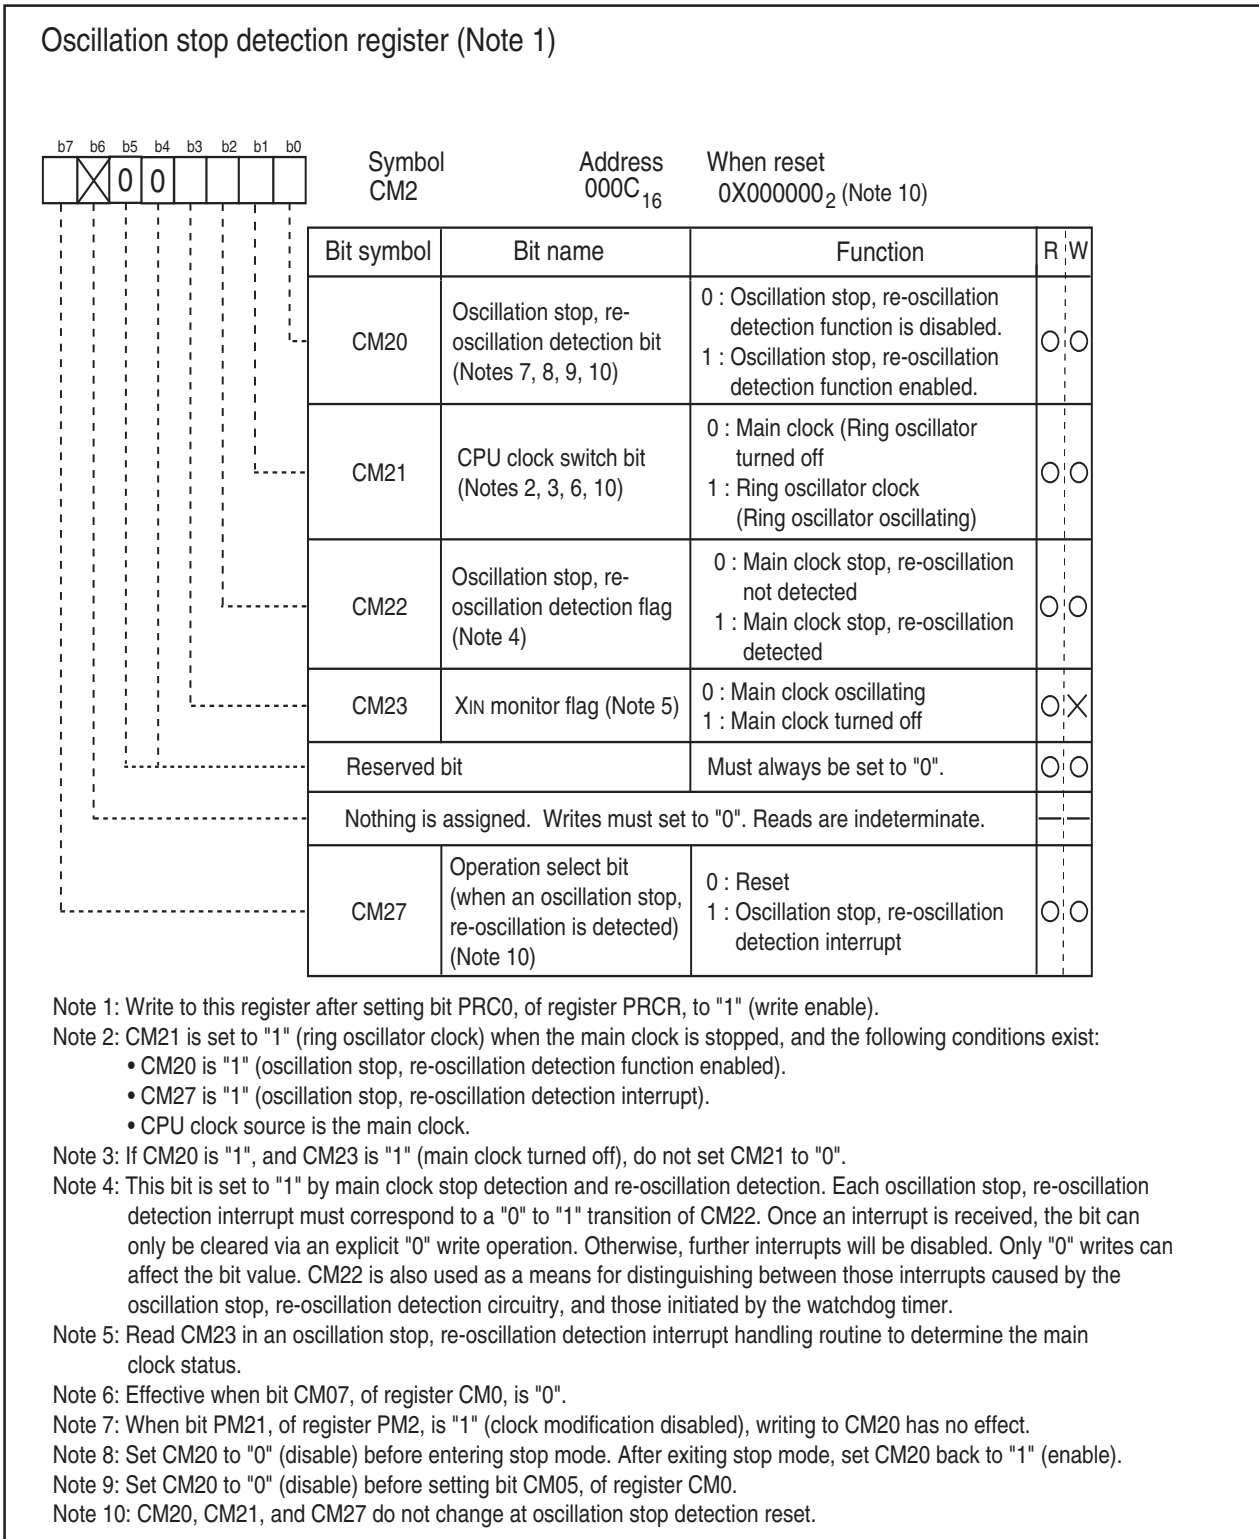 Oscillation stop detection register (Note 1)
b7 b6 b5 b4 b3 b2 b1 b0
0 0
Symbol Address When reset
CM2 000C16 0X0000002 (Note 10)
Bit symbol Bit name Function R W
CM20
Oscillation stop, re-
oscillation detection bit
(Notes 7, 8, 9, 10)
0 : Oscillation stop, re-oscillation
detection function is disabled.
1 : Oscillation stop, re-oscillation
detection function enabled.
CM21
CPU clock switch bit
(Notes 2, 3, 6, 10)
0 : Main clock (Ring oscillator
turned off
1 : Ring oscillator clock
(Ring oscillator oscillating)
CM22
Oscillation stop, re-
oscillation detection flag
(Note 4)
0 : Main clock stop, re-oscillation
not detected
1 : Main clock stop, re-oscillation
detected
CM23
XIN monitor flag (Note 5)
0 : Main clock oscillating
1 : Main clock turned off
Reserved bit
Must always be set to "0".
Nothing is assigned. Writes must set to "0". Reads are indeterminate.
CM27
Operation select bit
(when an oscillation stop,
re-oscillation is detected)
(Note 10)
0 : Reset
1 : Oscillation stop, re-oscillation
detection interrupt
Note 1: Write to this register after setting bit PRC0, of register PRCR, to "1" (write enable).
Note 2: CM21 is set to "1" (ring oscillator clock) when the main clock is stopped, and the following conditions exist:
• CM20 is "1" (oscillation stop, re-oscillation detection function enabled).
• CM27 is "1" (oscillation stop, re-oscillation detection interrupt).
• CPU clock source is the main clock.
Note 3: If CM20 is "1", and CM23 is "1" (main clock turned off), do not set CM21 to "0".
Note 4: This bit is set to "1" by main clock stop detection and re-oscillation detection. Each oscillation stop, re-oscillation
detection interrupt must correspond to a "0" to "1" transition of CM22. Once an interrupt is received, the bit can
only be cleared via an explicit "0" write operation. Otherwise, further interrupts will be disabled. Only "0" writes can
affect the bit value. CM22 is also used as a means for distinguishing between those interrupts caused by the
oscillation stop, re-oscillation detection circuitry, and those initiated by the watchdog timer.
Note 5: Read CM23 in an oscillation stop, re-oscillation detection interrupt handling routine to determine the main
clock status.
Note 6: Effective when bit CM07, of register CM0, is "0".
Note 7: When bit PM21, of register PM2, is "1" (clock modification disabled), writing to CM20 has no effect.
Note 8: Set CM20 to "0" (disable) before entering stop mode. After exiting stop mode, set CM20 back to "1" (enable).
Note 9: Set CM20 to "0" (disable) before setting bit CM05, of register CM0.
Note 10: CM20, CM21, and CM27 do not change at oscillation stop detection reset.